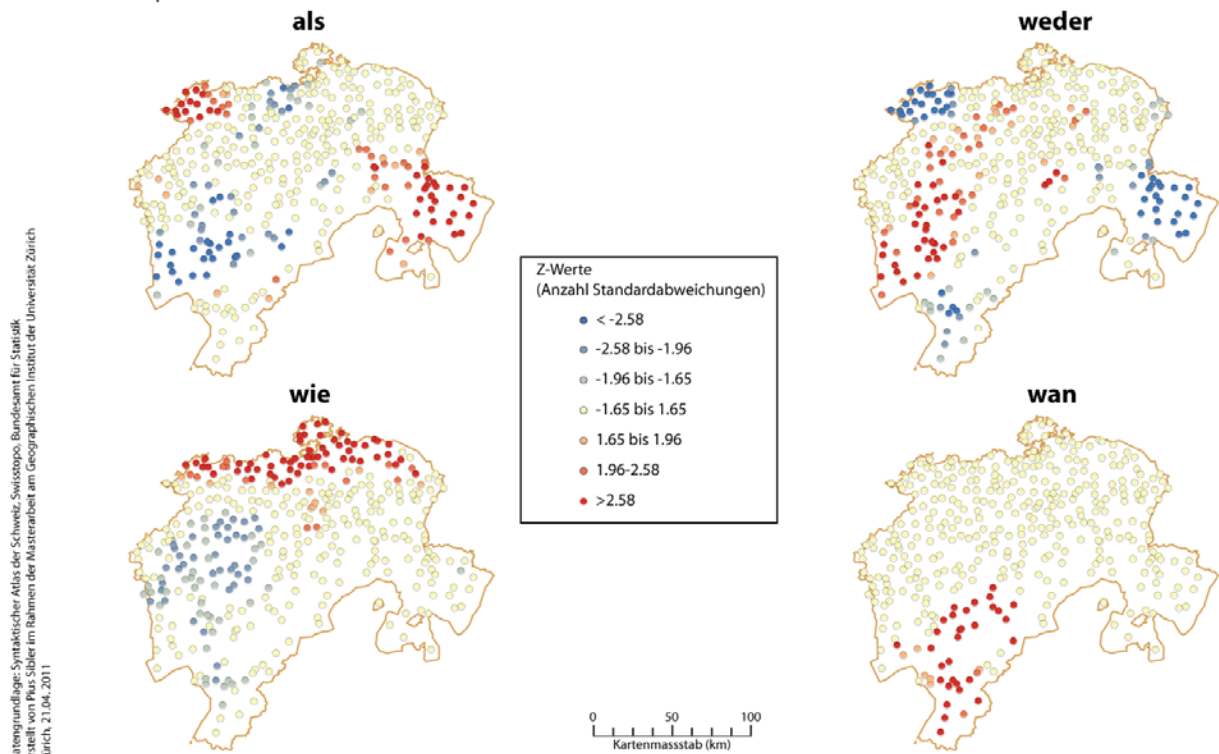 als
weder
Z-Werte
(Anzahl Standardabweichungen)
< -2.58
-2.58 bis -1.96
-1.96 bis -1.65
-1.65 bis 1.65
1.65 bis 1.96
1.96-2.58
>2.58
wie
wan
0 50 100
Kartenmassstab (km)
atengrundlage: Syntaktischer Atlas der Schweiz, Swisstopo, Bundesamt für Statistik
rstellt von Pius Sibler im Rahmen der Masterarbeit am Geographischen Institut der Universität Zürich
ürich, 21.04.2011